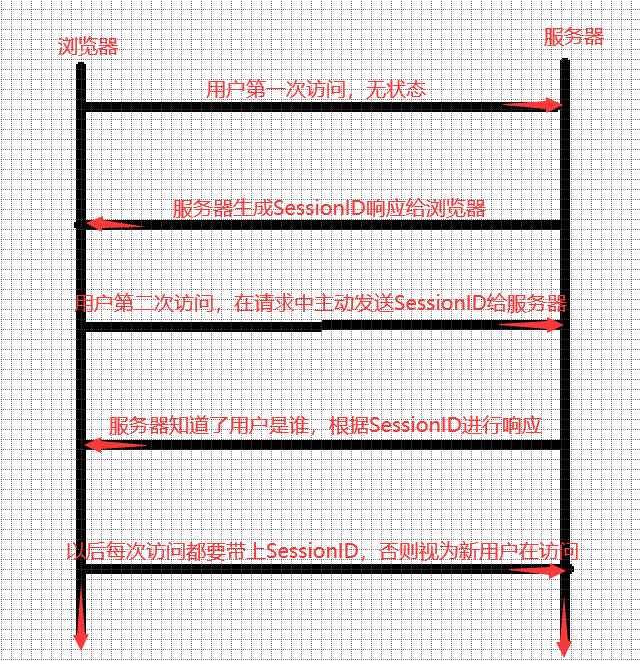 浏览器
服务器
用户第一次访问，无状态
服务器生成SessionID响应给浏览器
用户第二次访问，在请求中主动发送SessionID给服务器
服务器知道了用户是谁，根据SessionID进行响应
以后每次访问都要带上SessionID，否则视为新用户在访问